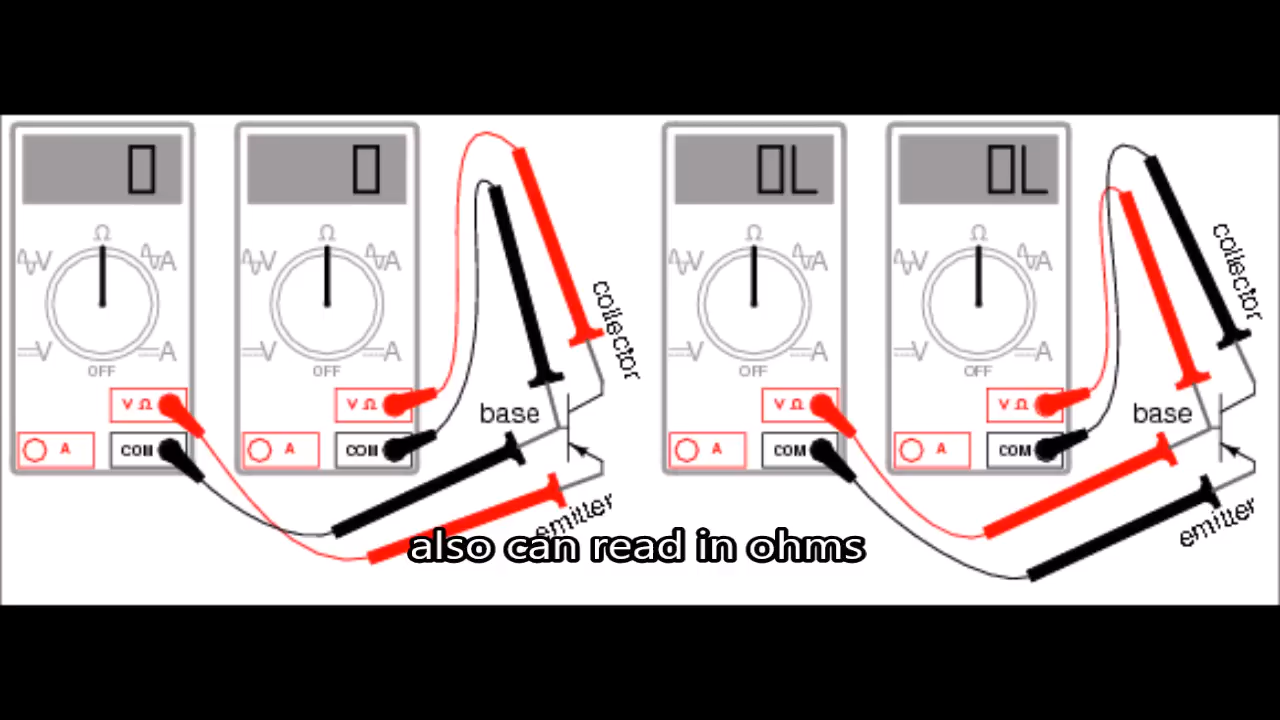 0
0
0L
0L
Ω
Ω
Ω
Ω
V
A
V
A
V
A
V
A
V
A
V
A
V
A
V
A
OFF
OFF
OFF
OFF
V Ω
V Ω
V Ω
V Ω
A
COM
A
COM
A
COM
A
COM
collector
base
emitter
collector
base
emitter
also can read in ohms